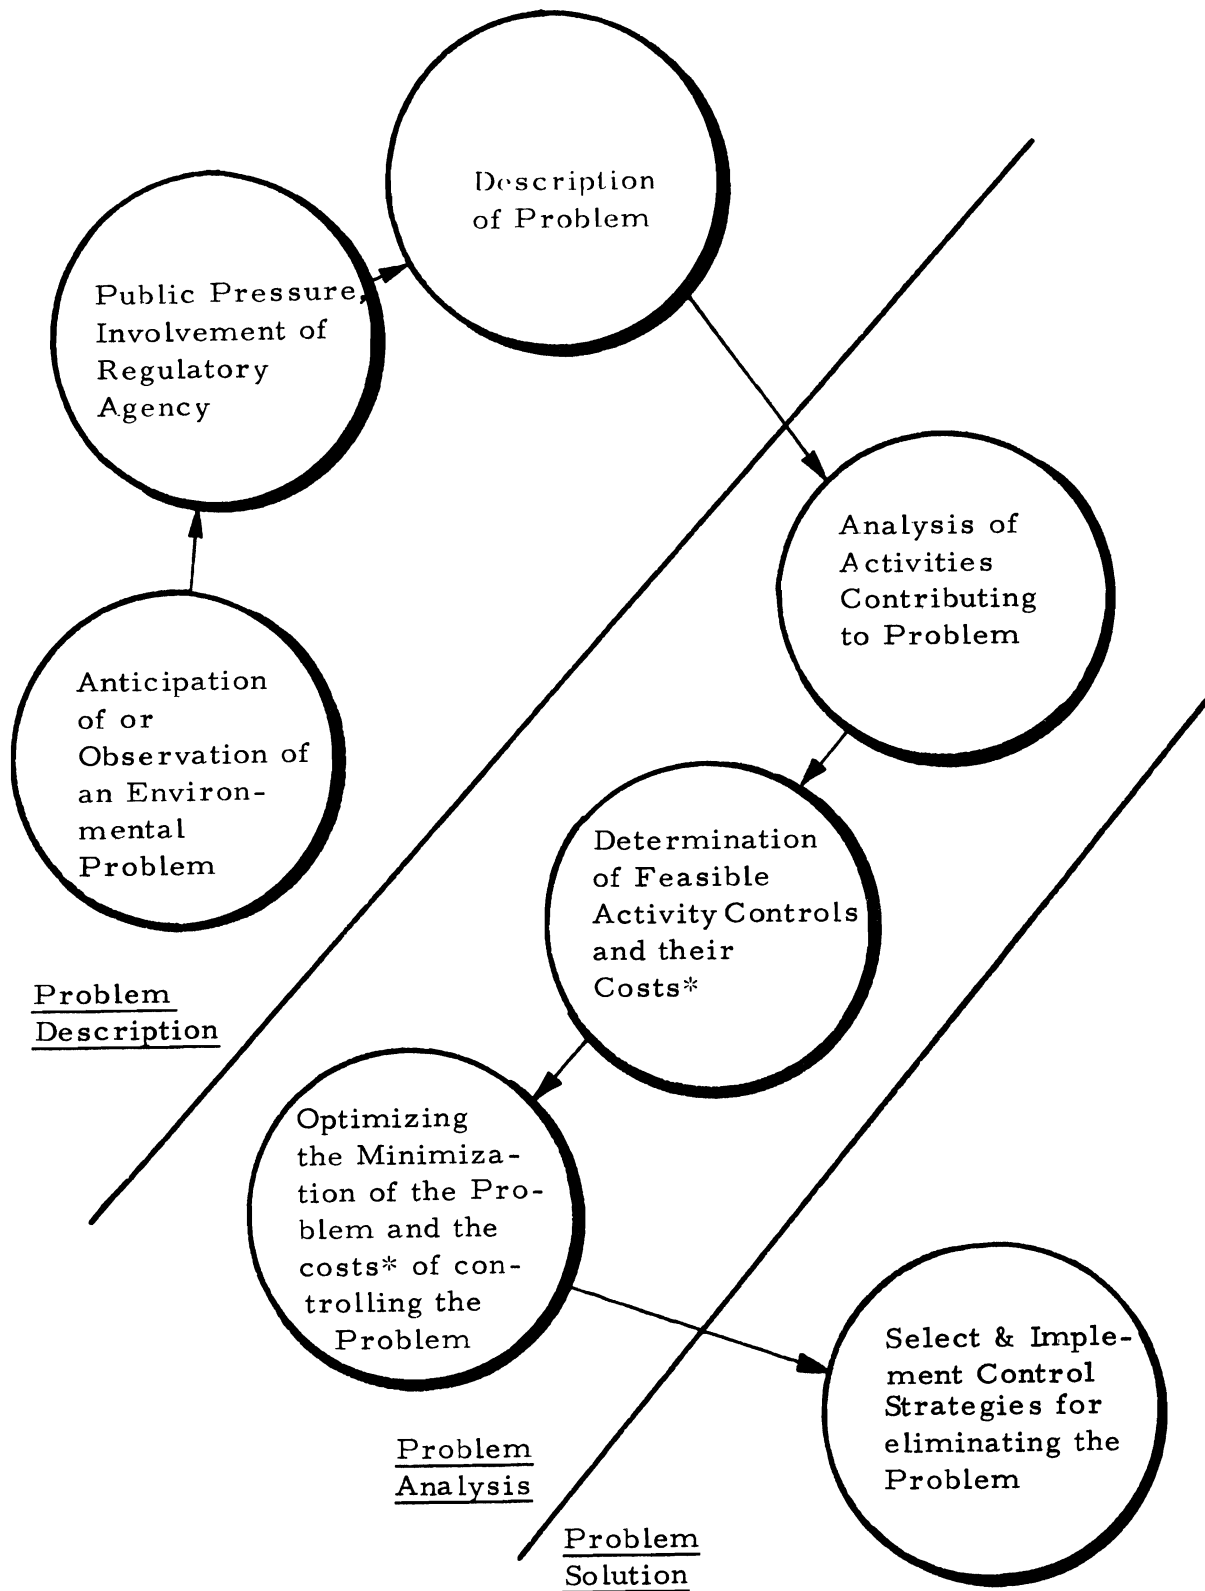 Description
of Problem
Public Pressure,
Involvement of
Regulatory
Agency
Anticipation
of or
Observation of
an Environ-
mental
Problem
Problem
Description
Analysis of
Activities
Contributing
to Problem
Determination
of Feasible
Activity Controls
and their
Costs*
Optimizing
the Minimiza-
tion of the Pro-
blem and the
costs* of con-
trolling the
Problem
Problem
Analysis
Select & Imple-
ment Control
Strategies for
eliminating the
Problem
Problem
Solution